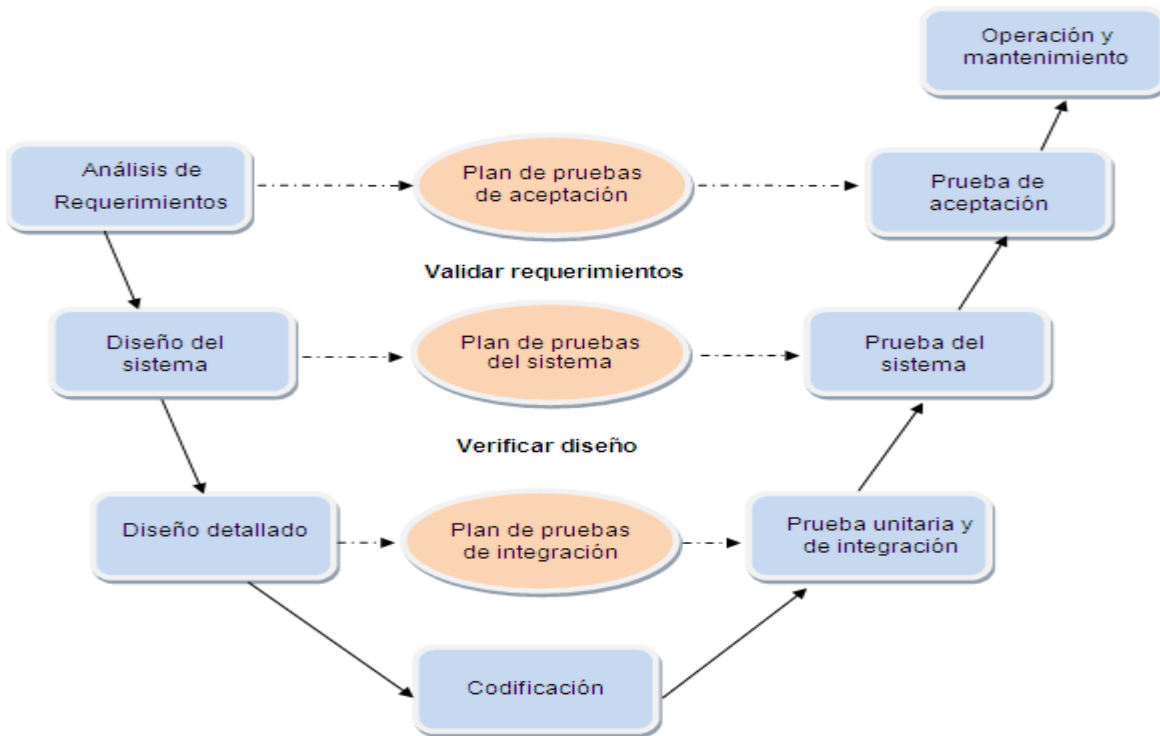 Operación y
mantenimiento
Análisis de
Requerimientos
Plan de pruebas
de aceptación
Prueba de
aceptación
Validar requerimientos
Diseño del
sistema
Plan de pruebas
del sistema
Prueba del
sistema
Verificar diseño
Diseño detallado
Plan de pruebas
de integración
Prueba unitaria y
de integración
Codificación